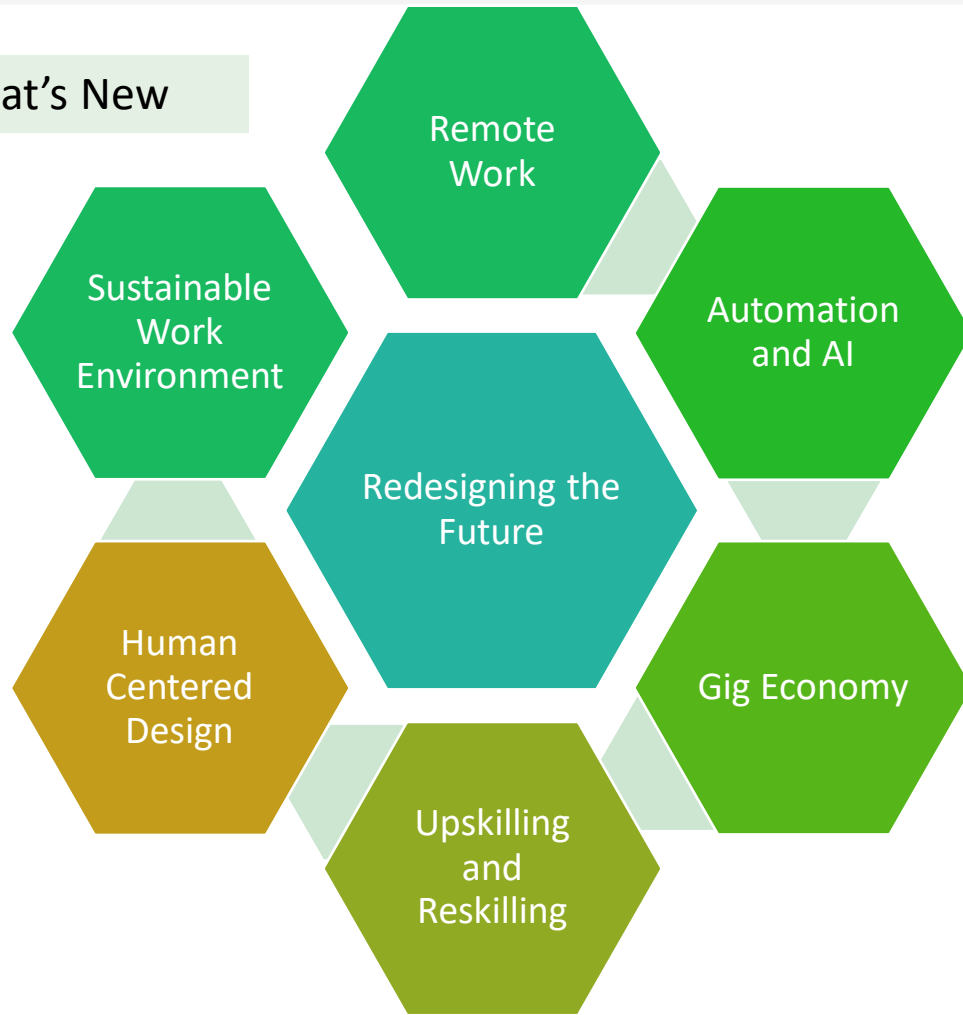 at's New
Remote
Work
Automation
and AI
Sustainable
Work
Environment
Redesigning the
Future
Gig Economy
Human
Centered
Design
Upskilling
and
Reskilling